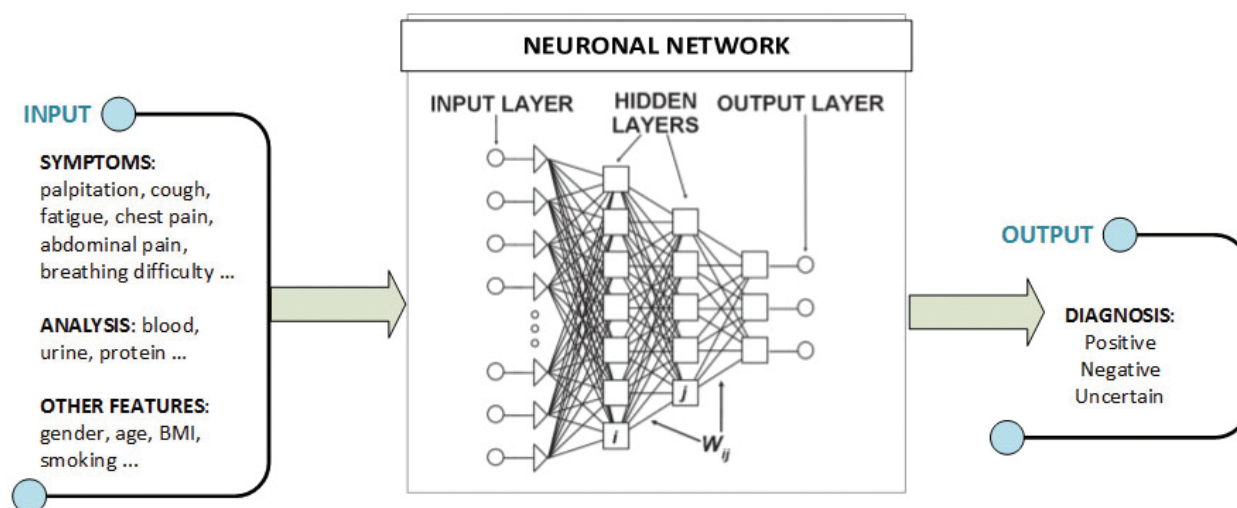 NEURONAL NETWORK
INPUT
SYMPTOMS:
palpitation, cough,
fatigue, chest pain,
abdominal pain,
breathing difficulty ...
ANALYSIS: blood,
urine, protein ...
OTHER FEATURES:
gender, age, BMI,
smoking ...
INPUT LAYER
HIDDEN
LAYERS
OUTPUT LAYER
i
j
Wij
OUTPUT
DIAGNOSIS:
Positive
Negative
Uncertain